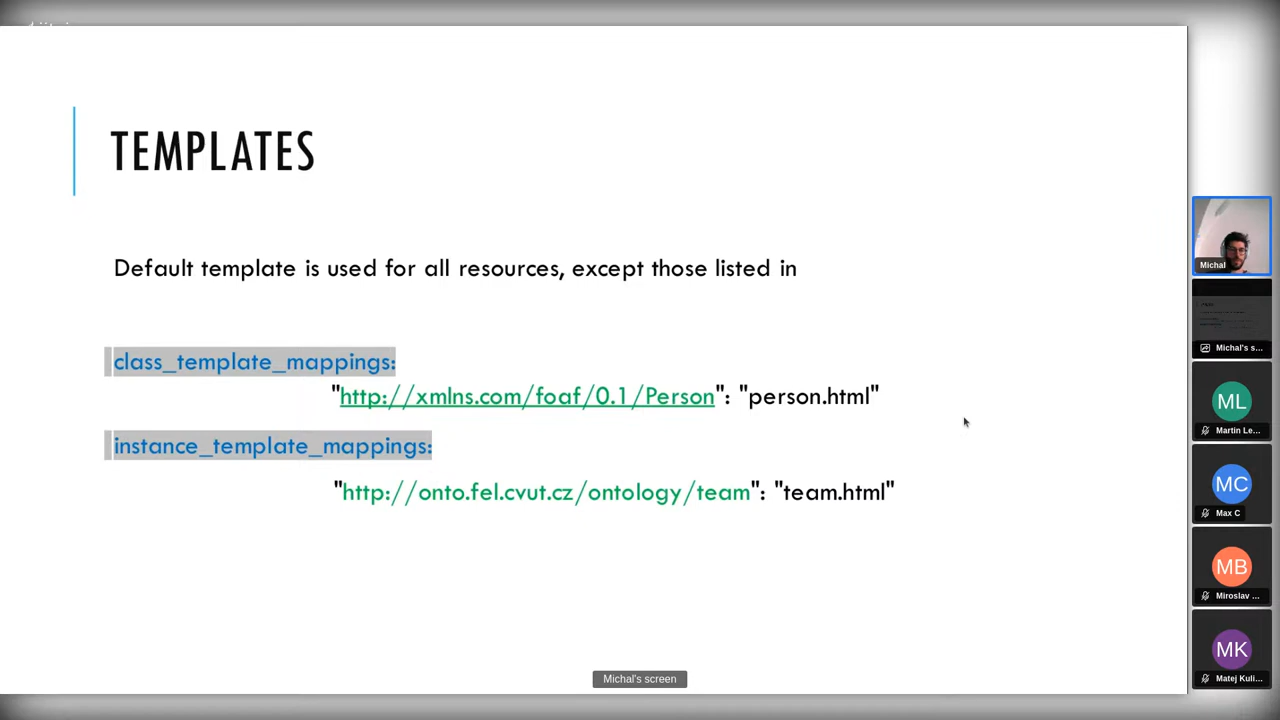 TEMPLATES
Default template is used for all resources, except those listed in
class_template_mappings:
"http://xmlns.com/foaf/0.1/Person": "person.html"
instance_template_mappings:
"http://onto.fel.cvut.cz/ontology/team": "team.html"
Michal's screen
Michal
Michal's s...
ML
Martin Le...
MC
Max C
MB
Miroslav ...
MK
Matej Kuli...